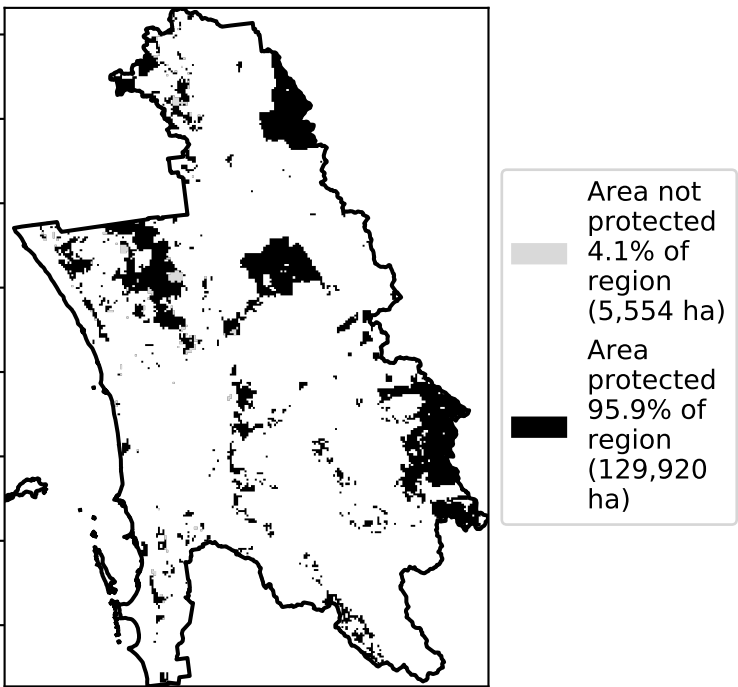 Area not
protected
4.1% of
region
(5,554 ha)
Area
protected
95.9% of
region
(129,920
ha)